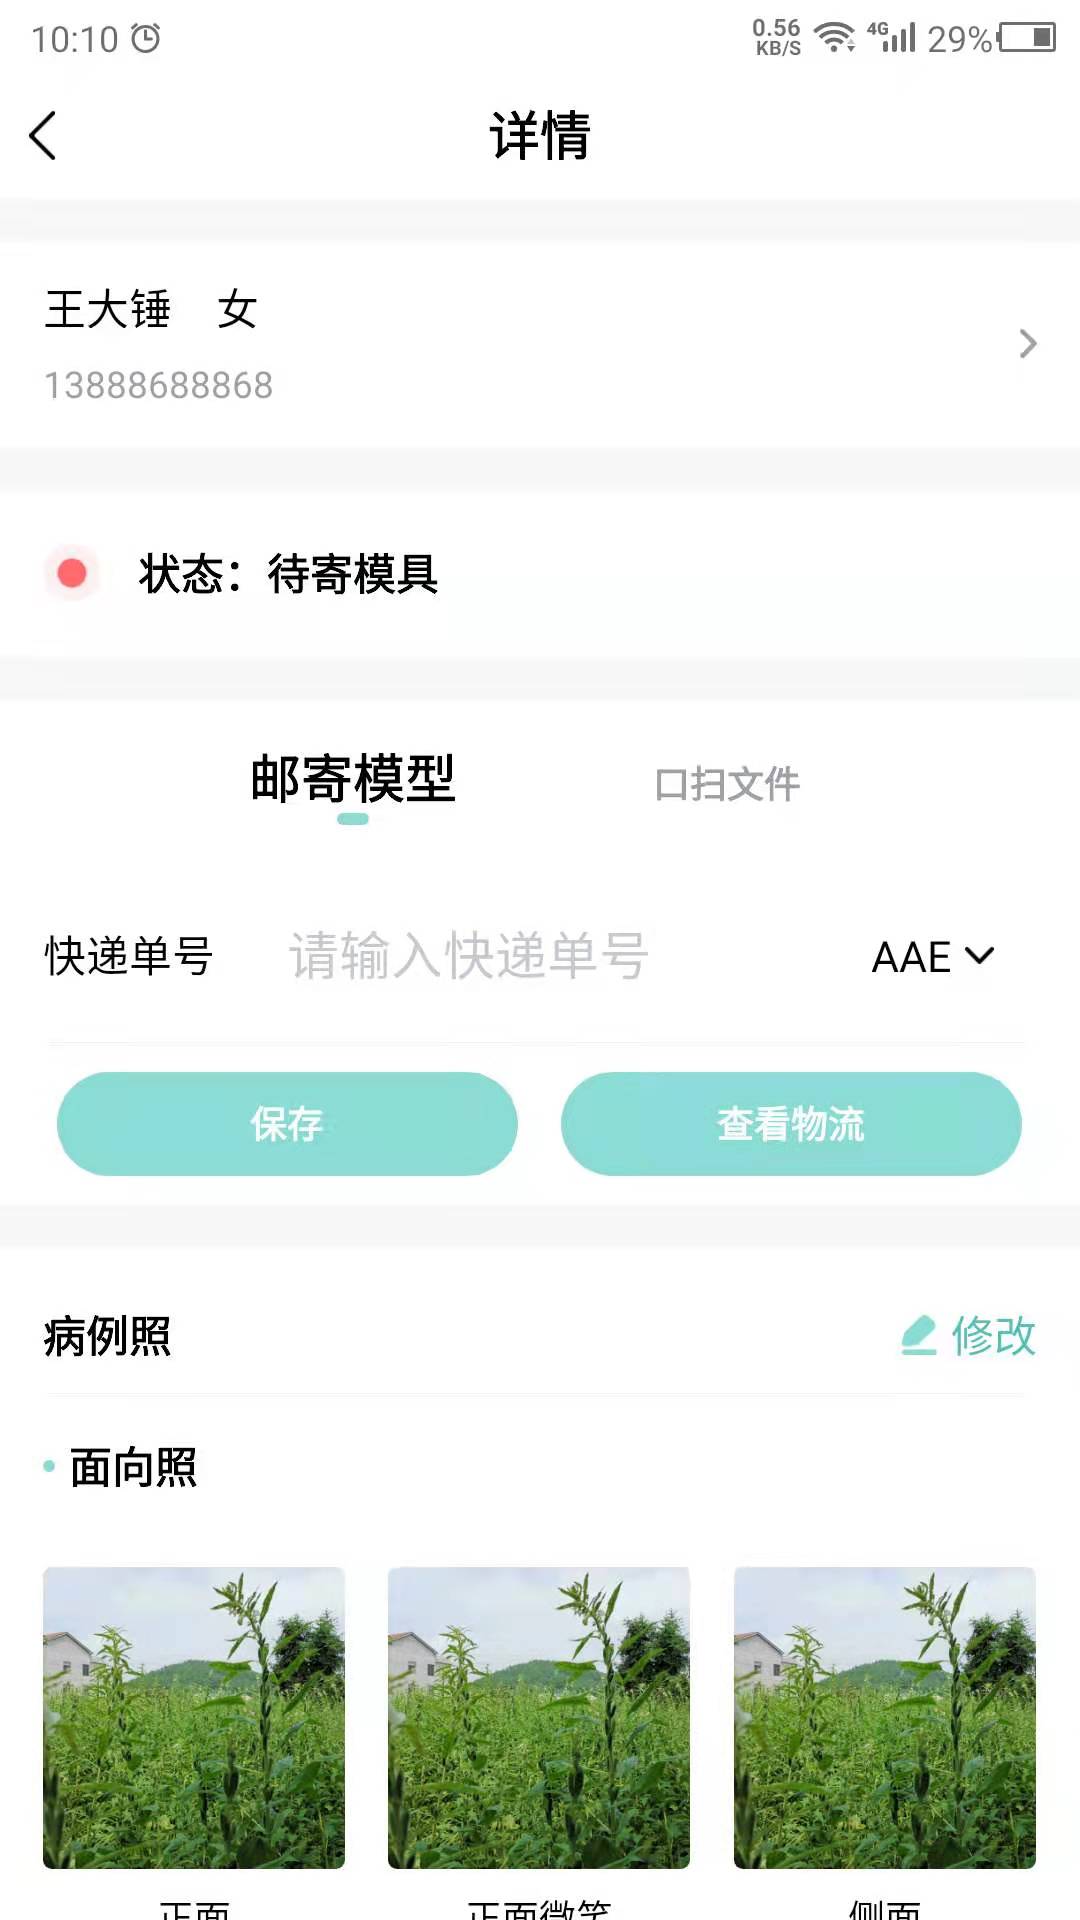 10:10 0.56 KB/S 4G 29%
详情
王大锤 女
13888688868
状态：待寄模具
邮寄模型 口扫文件
快递单号 请输入快递单号 AAE
保存 查看物流
病例照 修改
面向照
正面 正面微笑 侧面